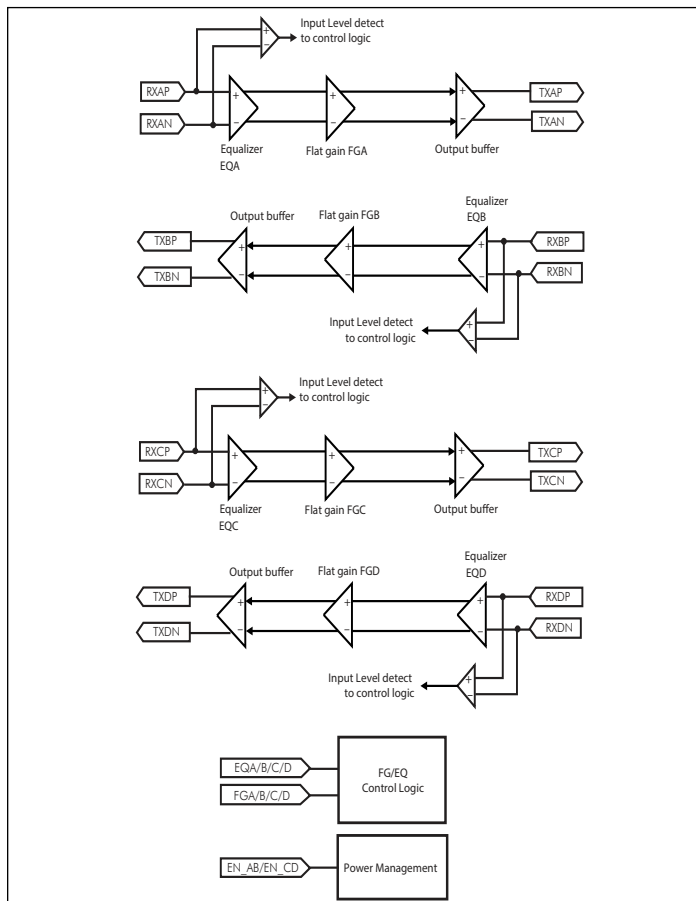 Input Level detect
to control logic
+
−
RXAP
+
+
+
TXAP
RXAN
−
−
−
TXAN
Equalizer
EQA
Flat gain FGA
Output buffer
Output buffer
Flat gain FGB
Equalizer
EQB
TXBP
+
+
+
RXBP
TXBN
−
−
−
RXBN
Input Level detect
to control logic
+
−
Input Level detect
to control logic
+
−
RXCP
+
+
+
TXCP
RXCN
−
−
−
TXCN
Equalizer
EQC
Flat gain FGC
Output buffer
Output buffer
Flat gain FGD
Equalizer
EQD
TXDP
+
+
+
RXDP
TXDN
−
−
−
RXDN
Input Level detect
to control logic
+
−
EQA/B/C/D
FGA/B/C/D
FG/EQ
Control Logic
EN_AB/EN_CD
Power Management